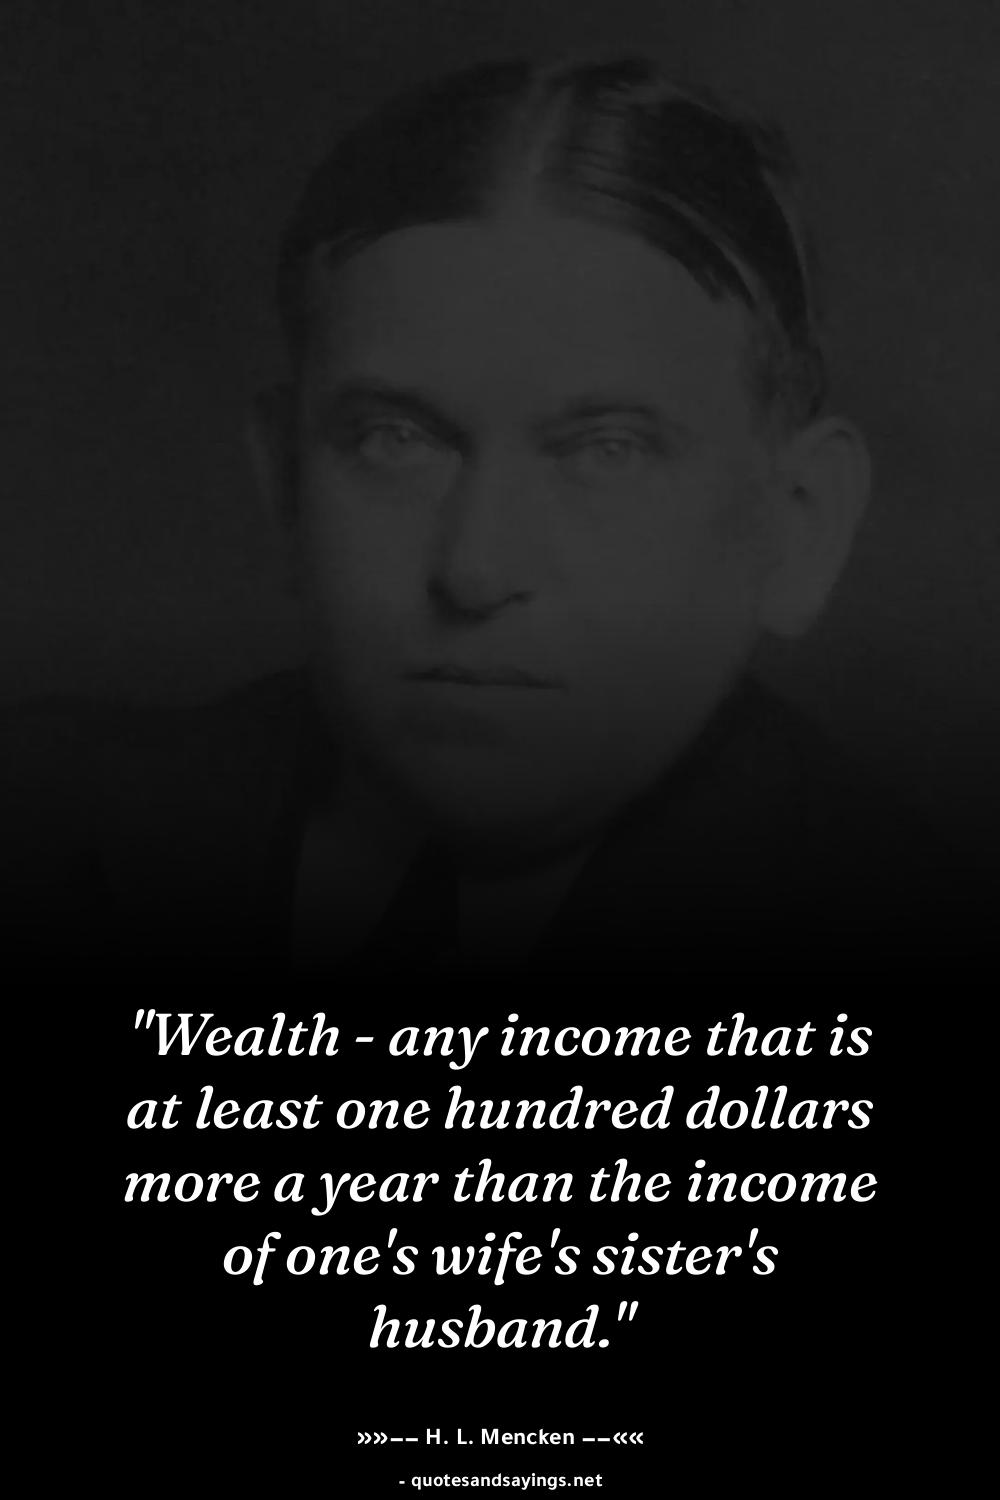 "Wealth - any income that is
at least one hundred dollars
more a year than the income
of one's wife's sister's
husband."
»»−− H. L. Mencken −−««
- quotesandsayings.net